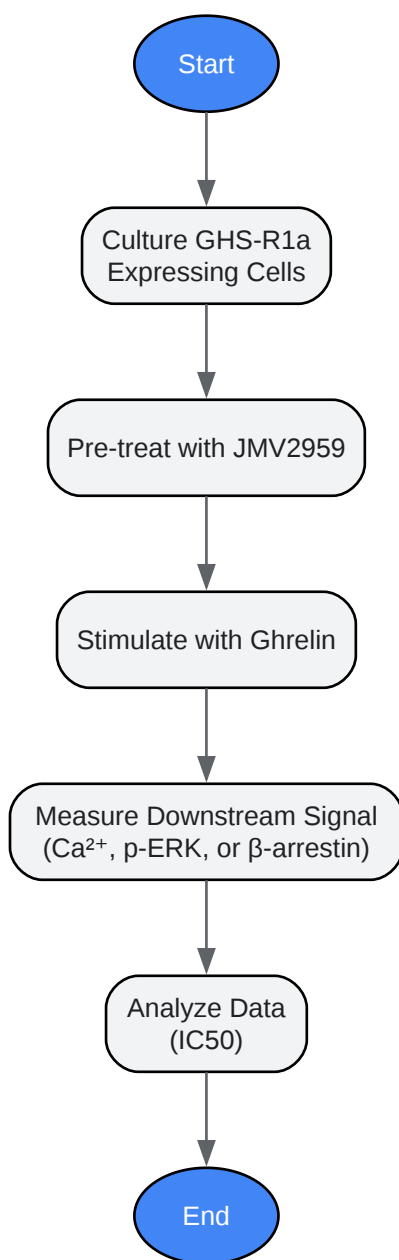 Start
Culture GHS-R1a
Expressing Cells
Pre-treat with JMV2959
Stimulate with Ghrelin
Measure Downstream Signal
(Ca²⁺, p-ERK, or β-arrestin)
Analyze Data
(IC50)
End